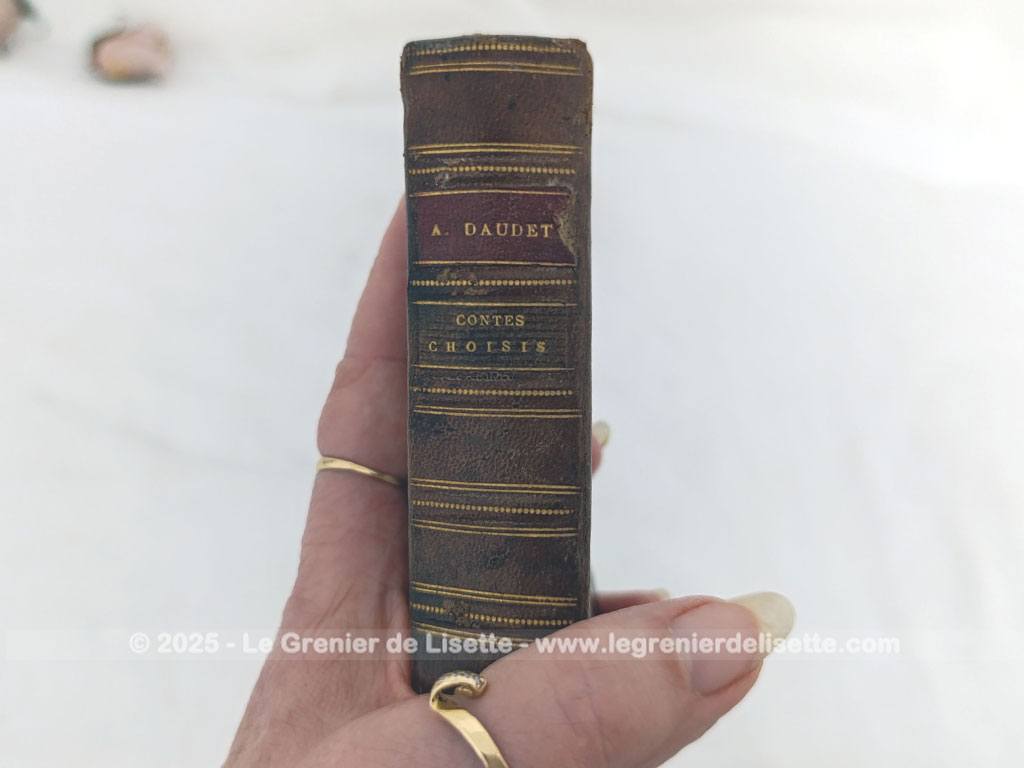 A. DAUDET
CONTES
CHOISIS
© 2025 - Le Grenier de Lisette — www.legrenierdelisette.com